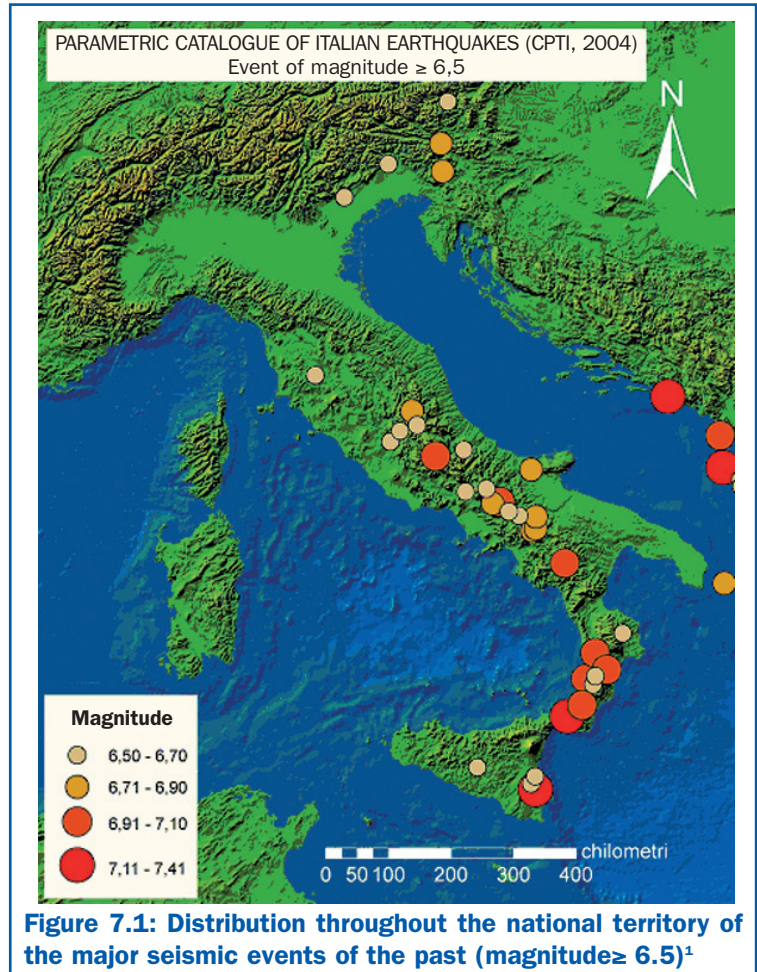 PARAMETRIC CATALOGUE OF ITALIAN EARTHQUAKES (CPTI, 2004)
Event of magnitude ≥ 6,5
N
Magnitude
6,50 - 6,70
6,71 - 6,90
6,91 - 7,10
7,11 - 7,41
chilometri
0 50 100 200 300 400
Figure 7.1: Distribution throughout the national territory of
the major seismic events of the past (magnitude≥ 6.5)¹